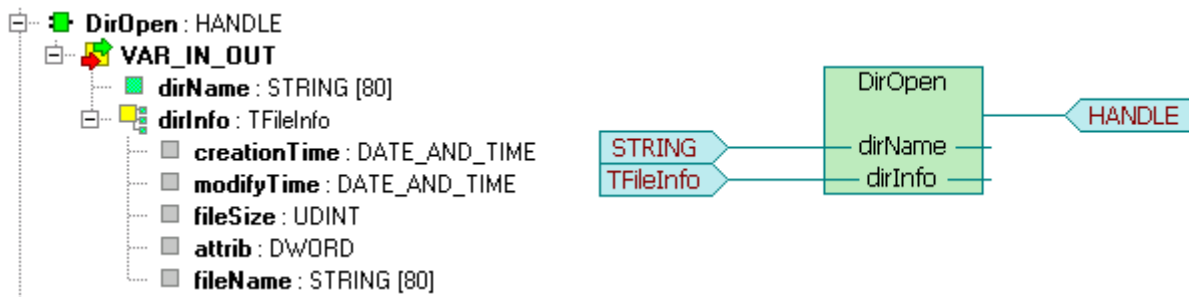 DirOpen : HANDLE
VAR_IN_OUT
dirName : STRING [80]
dirInfo : TFileInfo
creationTime : DATE_AND_TIME
modifyTime : DATE_AND_TIME
fileSize : UDINT
attrib : DWORD
fileName : STRING [80]
DirOpen
HANDLE
STRING
dirName
TFileInfo
dirInfo